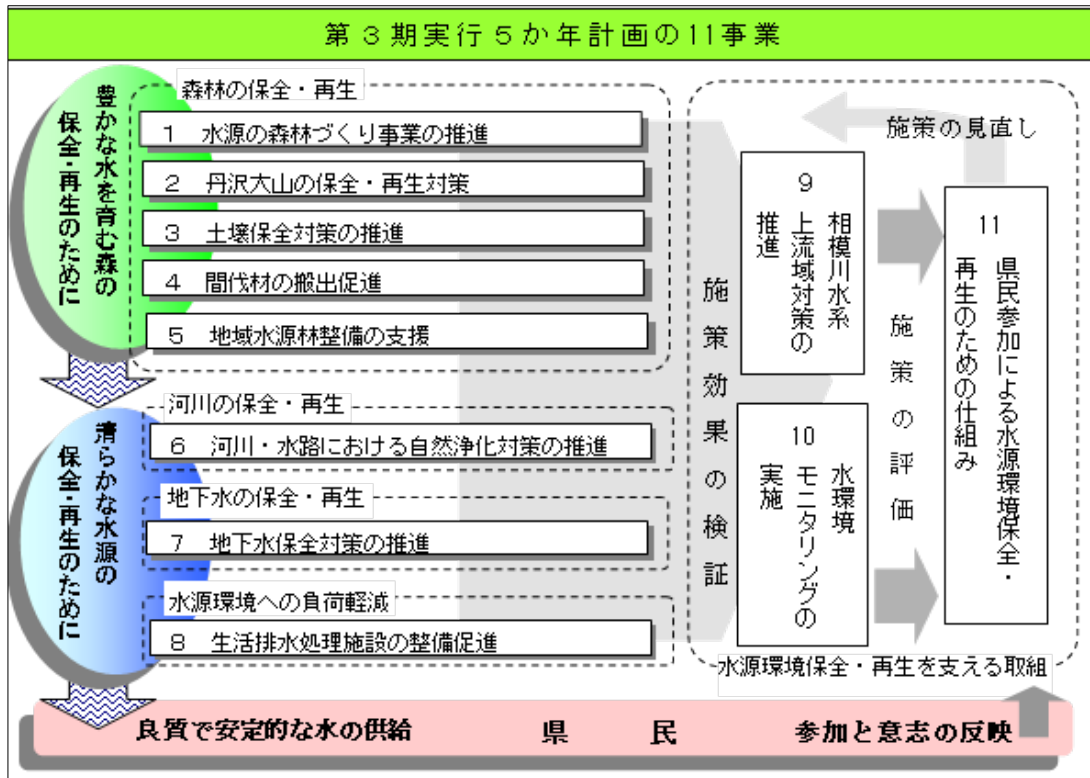 第３期実行５か年計画の11事業
豊かな水を育む森の
保全・再生のために
森林の保全・再生
１　水源の森林づくり事業の推進
２　丹沢大山の保全・再生対策
３　土壌保全対策の推進
４　間伐材の搬出促進
５　地域水源林整備の支援
清らかな水源の
保全・再生のために
河川の保全・再生
６　河川・水路における自然浄化対策の推進
地下水の保全・再生
７　地下水保全対策の推進
水源環境への負荷軽減
８　生活排水処理施設の整備促進
施策効果の検証
９　相模川水系
上流域対策の
推進
10　水環境
モニタリングの
実施
施策の評価
施策の見直し
11　県民参加による水源環境保全・
再生のための仕組み
水源環境保全・再生を支える取組
良質で安定的な水の供給　県　民　参加と意志の反映